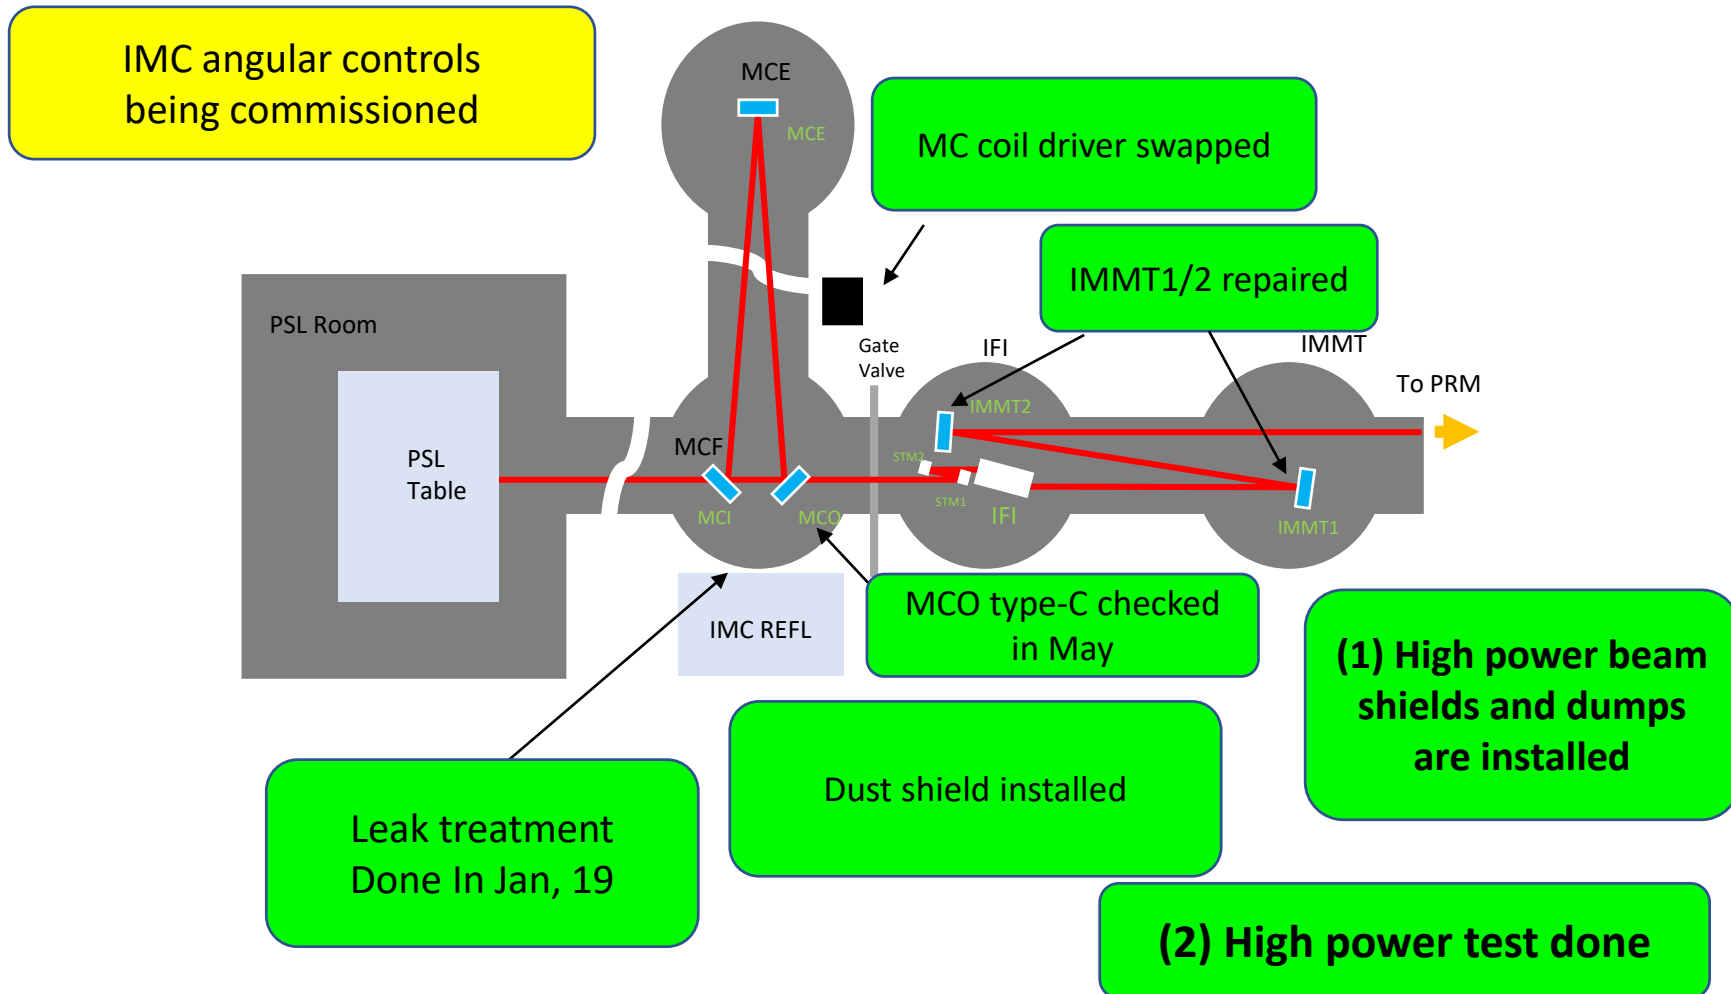 IMC angular controls
being commissioned
MCE
MCE
MC coil driver swapped
IMMT1/2 repaired
PSL Room
Gate
Valve
IFI
IMMT
To PRM
IMMT2
MCF
PSL
Table
STM2
STM1
IFI
MCI
MCO
IMMT1
IMC REFL
MCO type-C checked
in May
(1) High power beam
shields and dumps
are installed
Dust shield installed
Leak treatment
Done In Jan, 19
(2) High power test done